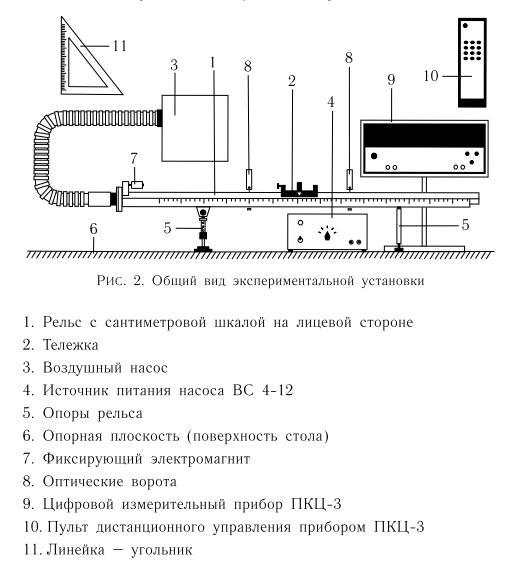 11
3
1
8
2
4
8
9
10
7
5
6
5
Рис. 2. Общий вид экспериментальной установки
1. Рельс с сантиметровой шкалой на лицевой стороне
2. Тележка
3. Воздушный насос
4. Источник питания насоса ВС 4-12
5. Опоры рельса
6. Опорная плоскость (поверхность стола)
7. Фиксирующий электромагнит
8. Оптические ворота
9. Цифровой измерительный прибор ПКЦ-3
10. Пульт дистанционного управления прибором ПКЦ-3
11. Линейка – угольник